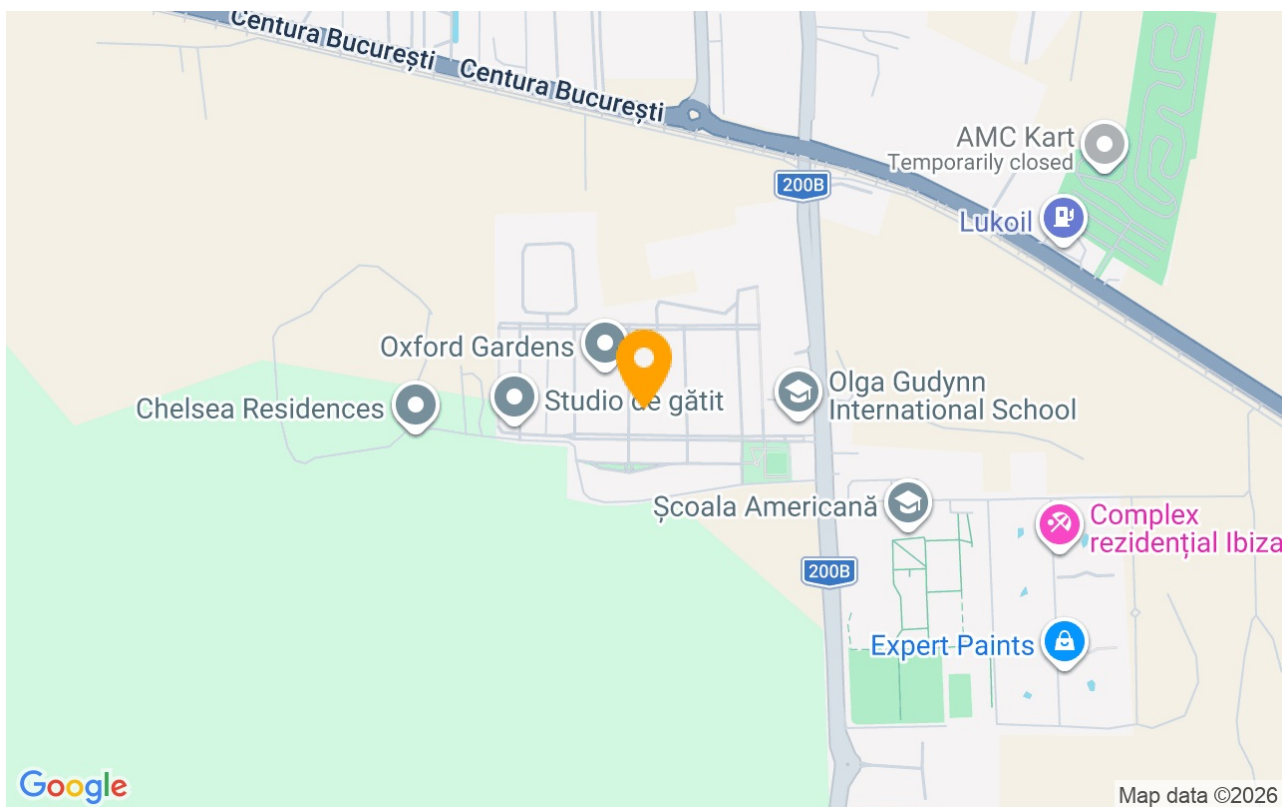 Centura București
Centura București
AMC Kart
Temporarily closed
200B
Lukoil
Oxford Gardens
Olga Gudynn
International School
Chelsea Residences
Studio de gătit
Școala Americană
Complex
rezidențial Ibiza
200B
Expert Paints
Google
Map data ©2026